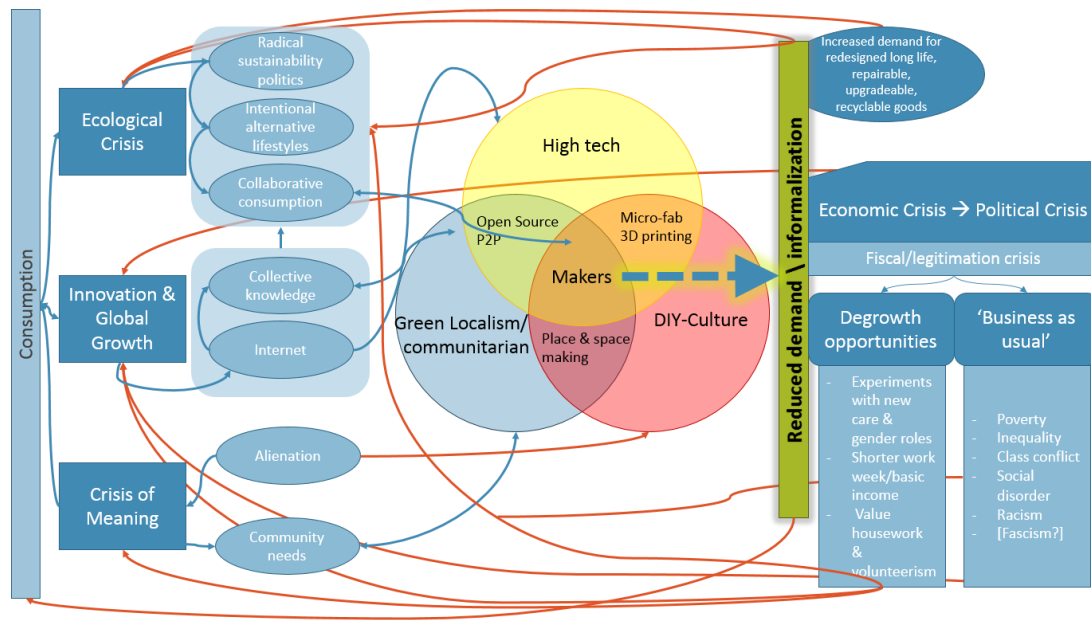 Consumption
Ecological
Crisis
Innovation &
Global
Growth
Crisis of
Meaning
Radical
sustainability
politics
Intentional
alternative
lifestyles
Collaborative
consumption
Collective
knowledge
Internet
Alienation
Community
needs
High tech
Open Source
P2P
Micro-fab
3D printing
Makers
Green Localism/
communitarian
DIY-Culture
Place & space
making
Reduced demand \ informalization
Increased demand for
redesigned long life,
repairable,
upgradeable,
recyclable goods
Economic Crisis → Political Crisis
Fiscal/legitimation crisis
Degrowth
opportunities
- Experiments
with new
care &
gender roles
- Shorter work
week/basic
income
- Value
housework
&
volunteerism
‘Business as
usual’
- Poverty
- Inequality
- Class conflict
- Social
disorder
- Racism
- [Fascism?]